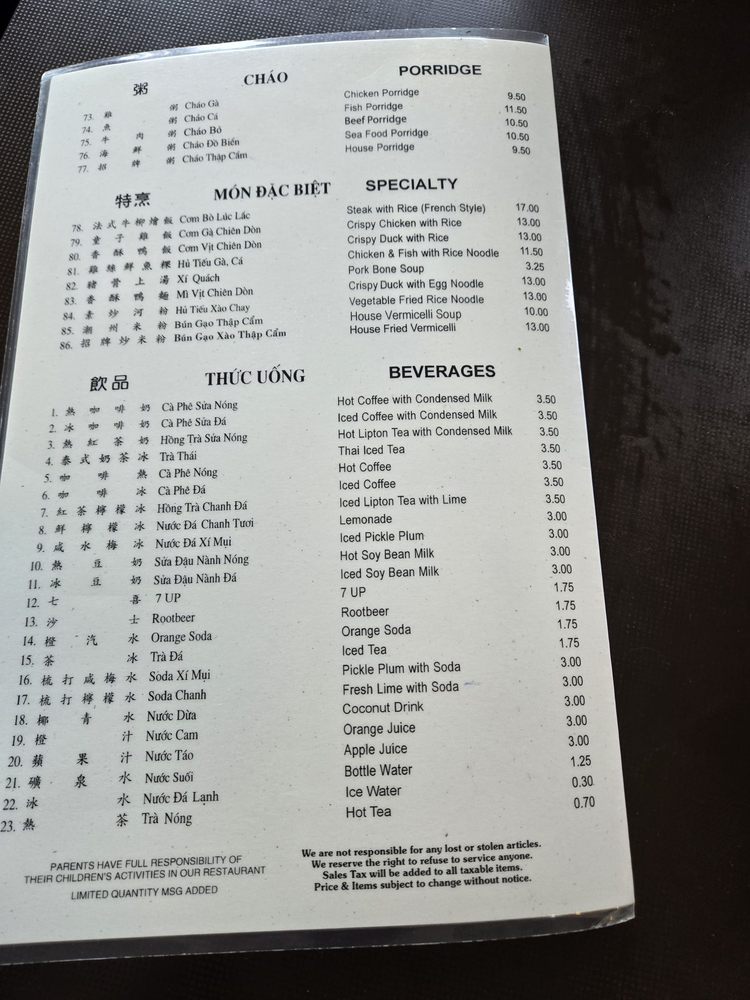 粥 CHÁO PORRIDGE
73. 雞粥 Cháo Gà Chicken Porridge 9.50
74. 魚粥 Cháo Cá Fish Porridge 11.50
75. 牛肉粥 Cháo Bò Beef Porridge 10.50
76. 海鮮粥 Cháo Đồ Biển Sea Food Porridge 10.50
77. 招牌粥 Cháo Thập Cẩm House Porridge 9.50
特烹 MÓN ĐẶC BIỆT SPECIALTY
78. 法式牛柳燴飯 Cơm Bò Lúc Lắc Steak with Rice (French Style) 17.00
79. 童子雞飯 Cơm Gà Chiên Dòn Crispy Chicken with Rice 13.00
80. 香酥鴨飯 Cơm Vịt Chiên Dòn Crispy Duck with Rice 13.00
81. 雞絲鮮魚粿 Hủ Tiếu Gà, Cá Chicken & Fish with Rice Noodle 11.50
82. 豬骨上湯 Xí Quách Pork Bone Soup 3.25
83. 香酥鴨麵 Mì Vịt Chiên Dòn Crispy Duck with Egg Noodle 13.00
84. 素沙河粉 Hủ Tiếu Xào Chay Vegetable Fried Rice Noodle 13.00
85. 潮州米粉 Bún Gạo Thập Cẩm House Vermicelli Soup 10.00
86. 招牌炒米粉 Bún Gạo Xào Thập Cẩm House Fried Vermicelli 13.00
飲品 THỨC UỐNG BEVERAGES
1. 熱咖啡奶 Cà Phê Sữa Nóng Hot Coffee with Condensed Milk 3.50
2. 冰咖啡奶 Cà Phê Sữa Đá Iced Coffee with Condensed Milk 3.50
3. 熱紅茶奶 Hồng Trà Sữa Nóng Hot Lipton Tea with Condensed Milk 3.50
4. 泰式奶茶冰 Trà Thái Thai Iced Tea 3.50
5. 咖啡熱 Cà Phê Nóng Hot Coffee 3.50
6. 咖啡冰 Cà Phê Đá Iced Coffee 3.50
7. 紅茶檸檬冰 Hồng Trà Chanh Đá Iced Lipton Tea with Lime 3.50
8. 鮮檸檬冰 Nước Đá Chanh Tươi Lemonade 3.00
9. 咸水梅冰 Nước Đá Xí Mụi Iced Pickle Plum 3.00
10. 熱豆奶 Sữa Đậu Nành Nóng Hot Soy Bean Milk 3.00
11. 冰豆奶 Sữa Đậu Nành Đá Iced Soy Bean Milk 3.00
12. 七喜 7 UP 7 UP 1.75
13. 沙士 Rootbeer Rootbeer 1.75
14. 橙汽水 Orange Soda Orange Soda 1.75
15. 茶冰 Trà Đá Iced Tea 1.75
16. 梳打咸梅水 Soda Xí Mụi Pickle Plum with Soda 3.00
17. 梳打檸檬水 Soda Chanh Fresh Lime with Soda 3.00
18. 椰青水 Nước Dừa Coconut Drink 3.00
19. 橙汁 Nước Cam Orange Juice 3.00
20. 蘋果汁 Nước Táo Apple Juice 3.00
21. 礦泉水 Nước Suối Bottle Water 1.25
22. 冰水 Nước Đá Lạnh Ice Water 0.30
23. 熱茶 Trà Nóng Hot Tea 0.70
PARENTS HAVE FULL RESPONSIBILITY OF
THEIR CHILDREN'S ACTIVITIES IN OUR RESTAURANT
LIMITED QUANTITY MSG ADDED
We are not responsible for any lost or stolen articles.
We reserve the right to refuse to service anyone.
Sales Tax will be added to all taxable items.
Price & Items subject to change without notice.